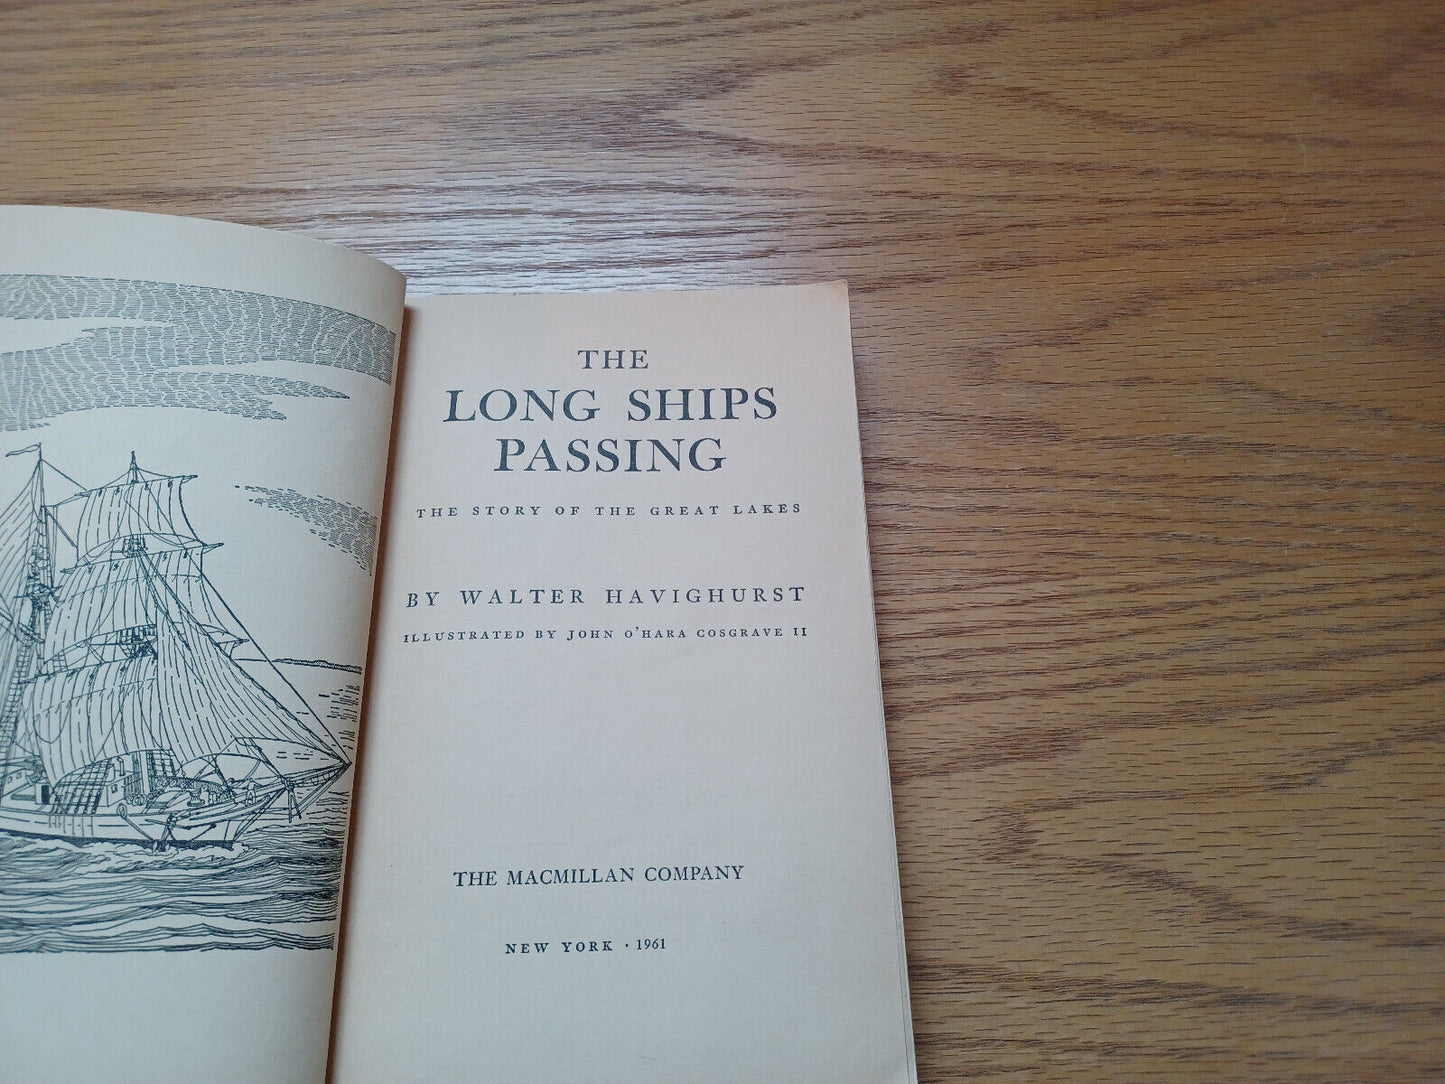 THE
LONG SHIPS
PASSING
THE STORY OF THE GREAT LAKES
BY WALTER HAVIGHURST
ILLUSTRATED BY JOHN O'HARA COSGRAVE II
THE MACMILLAN COMPANY
NEW YORK · 1961